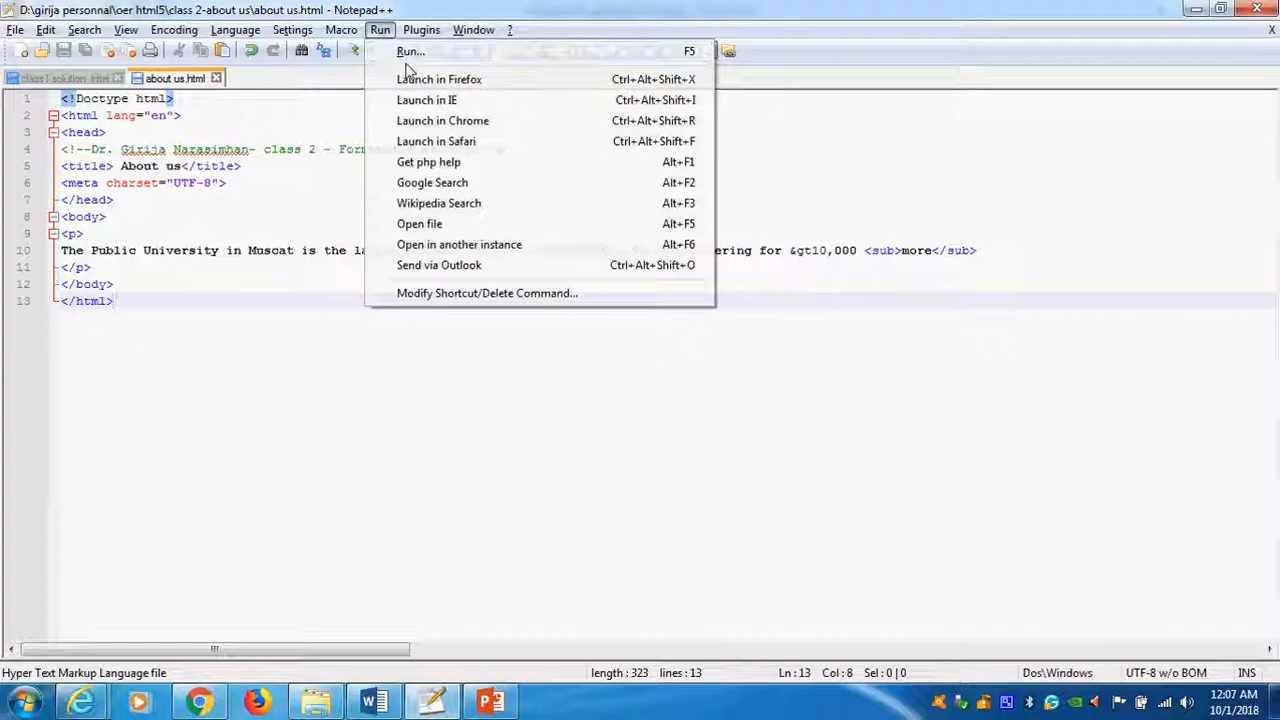 D:\girija personnal\oer html5\class 2-about us\about us.html - Notepad++
File Edit Search View Encoding Language Settings Macro Run Plugins Window ? X
class1 solution .html about us.html
Run... F5
Launch in Firefox Ctrl+Alt+Shift+X
Launch in IE Ctrl+Alt+Shift+I
Launch in Chrome Ctrl+Alt+Shift+R
Launch in Safari Ctrl+Alt+Shift+F
Get php help Alt+F1
Google Search Alt+F2
Wikipedia Search Alt+F3
Open file Alt+F5
Open in another instance Alt+F6
Send via Outlook Ctrl+Alt+Shift+O
Modify Shortcut/Delete Command...
1 <!Doctype html>
2 <html lang="en">
3 <head>
4 <!--Dr. Girija Narasimhan- class 2 - For
5 <title> About us</title>
6 <meta charset="UTF-8">
7 </head>
8 <body>
9 <p>
10 The Public University in Muscat is the la ering for &gt10,000 <sub>more</sub>
11 </p>
12 </body>
13 </html>
Hyper Text Markup Language file length : 323 lines : 13 Ln : 13 Col : 8 Sel : 0 | 0 Dos\Windows UTF-8 w/o BOM INS
12:07 AM
10/1/2018